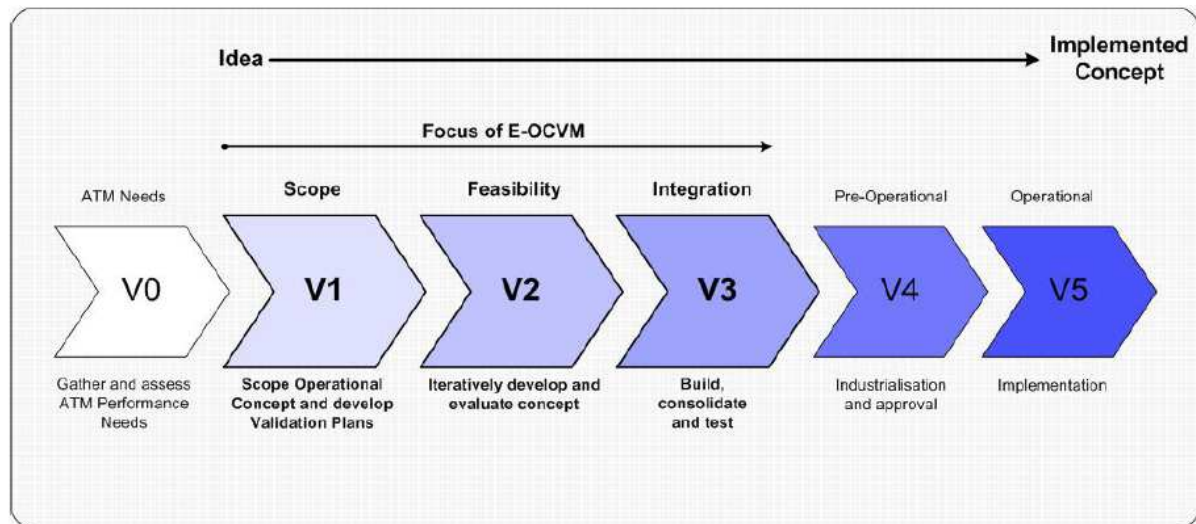 Idea
Implemented
Concept
Focus of E-OCVM
ATM Needs
Scope
Feasibility
Integration
Pre-Operational
Operational
V0
V1
V2
V3
V4
V5
Gather and assess
ATM Performance
Needs
Scope Operational
Concept and develop
Validation Plans
Iteratively develop and
evaluate concept
Build,
consolidate
and test
Industrialisation
and approval
Implementation